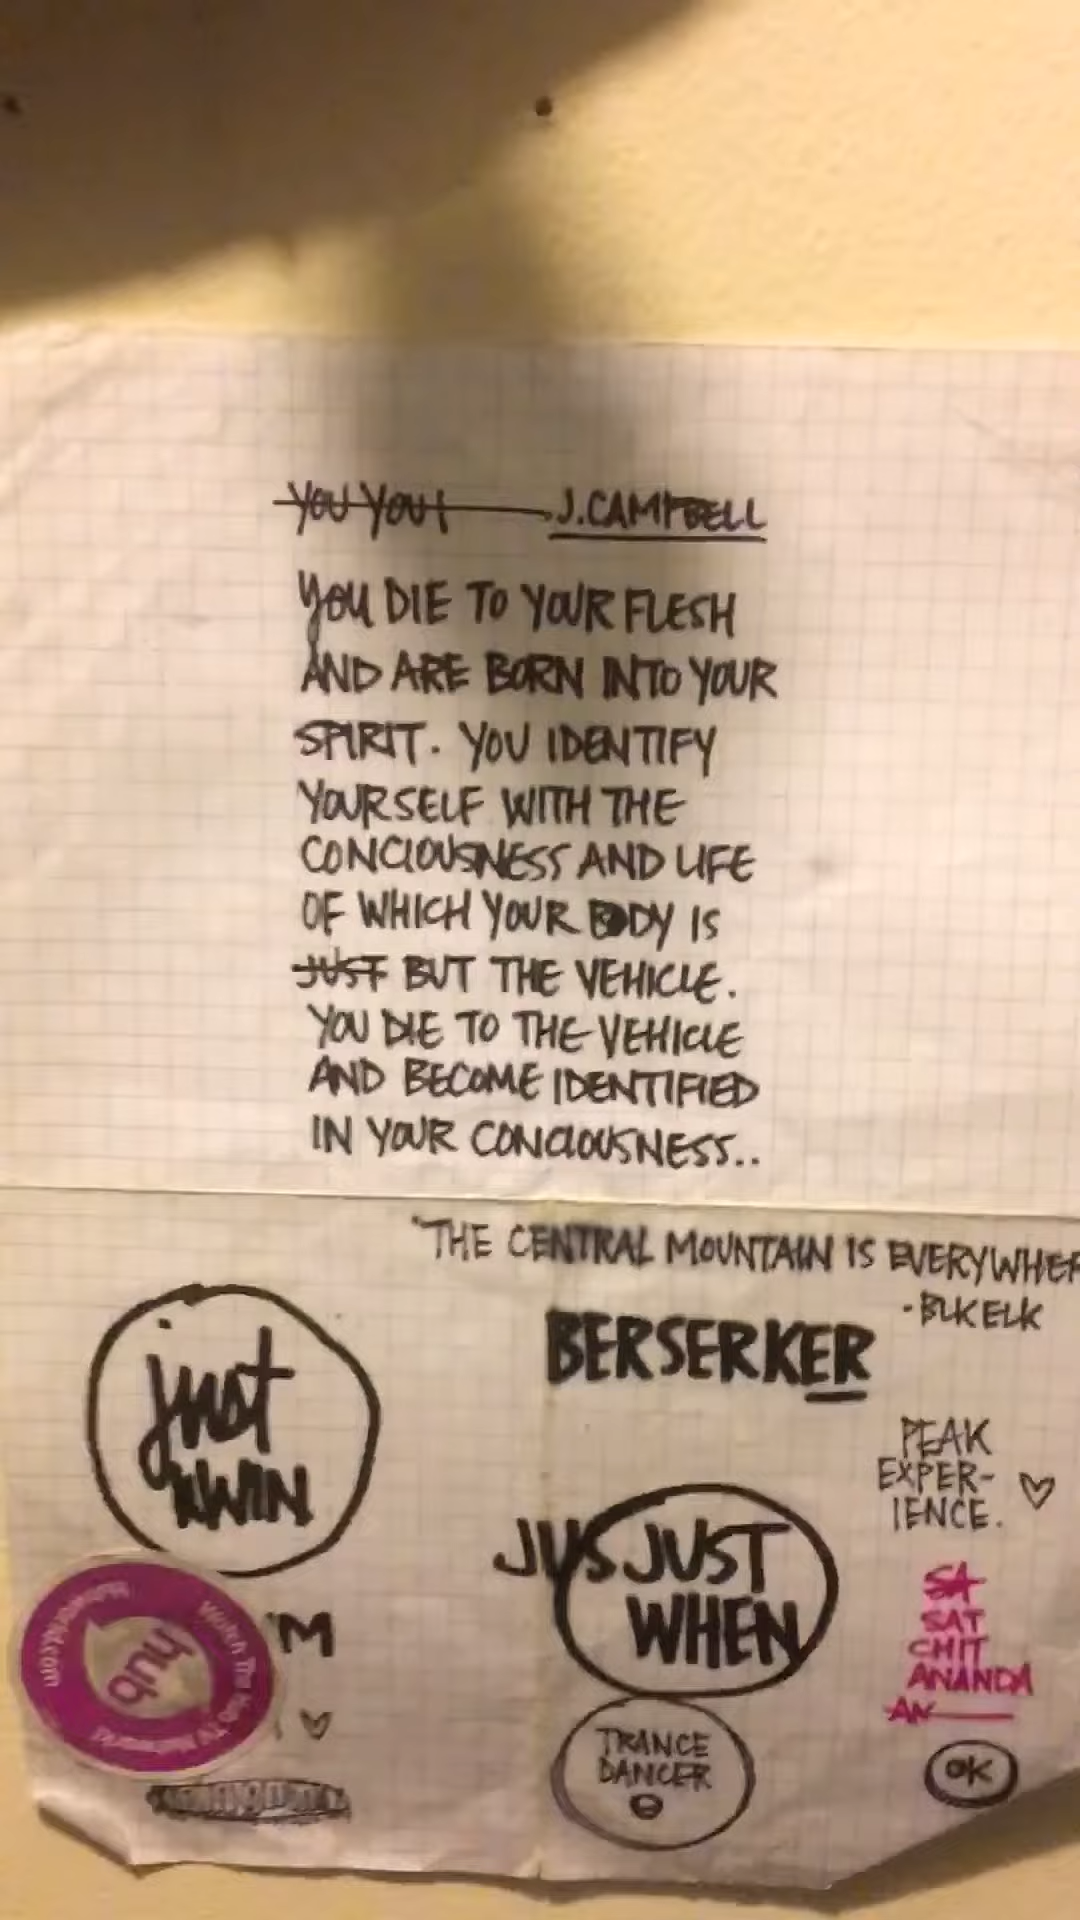 YOU YOU J.CAMPBELL
YOU DIE TO YOUR FLESH
AND ARE BORN INTO YOUR
SPIRIT. YOU IDENTIFY
YOURSELF WITH THE
CONCIOUSNESS AND LIFE
OF WHICH YOUR BODY IS
JUST BUT THE VEHICLE.
YOU DIE TO THE VEHICLE
AND BECOME IDENTIFIED
IN YOUR CONCIOUSNESS..
"THE CENTRAL MOUNTAIN IS EVERYWHER
-BLK ELK
BERSERKER
just
WIN
PEAK
EXPER-
IENCE.
JUS JUST
WHEN
SA
SAT
CHIT
ANANDA
AN
'M
hub
TRANCE
DANCER
OK